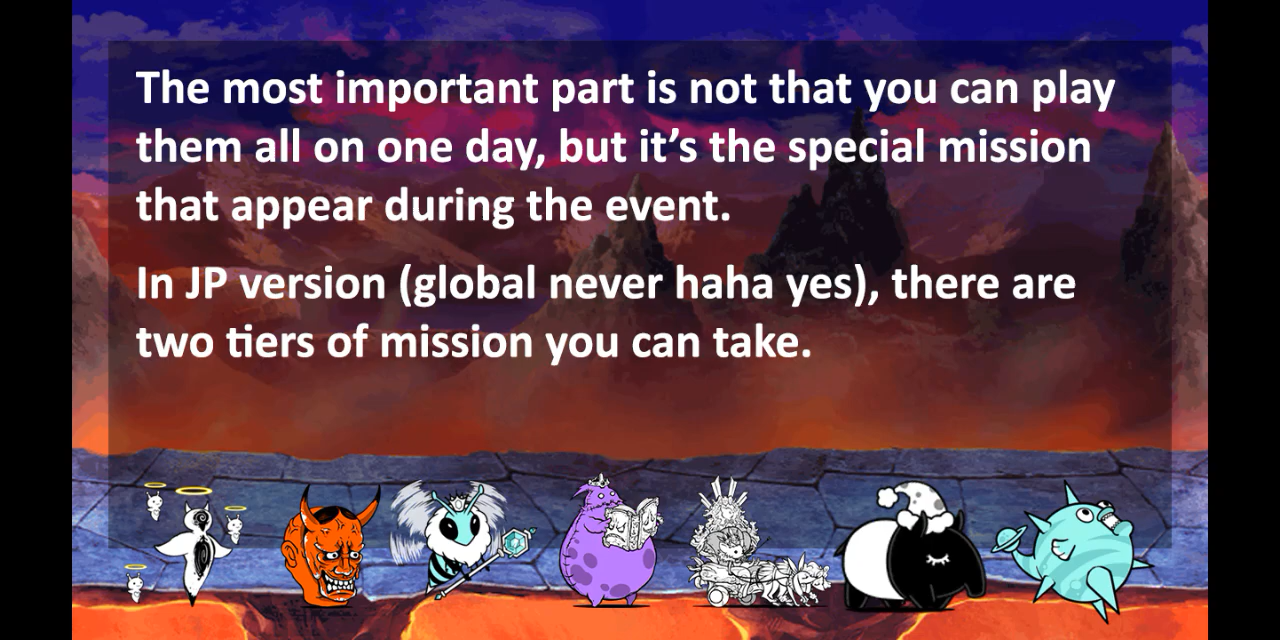 The most important part is not that you can play
them all on one day, but it’s the special mission
that appear during the event.
In JP version (global never haha yes), there are
two tiers of mission you can take.